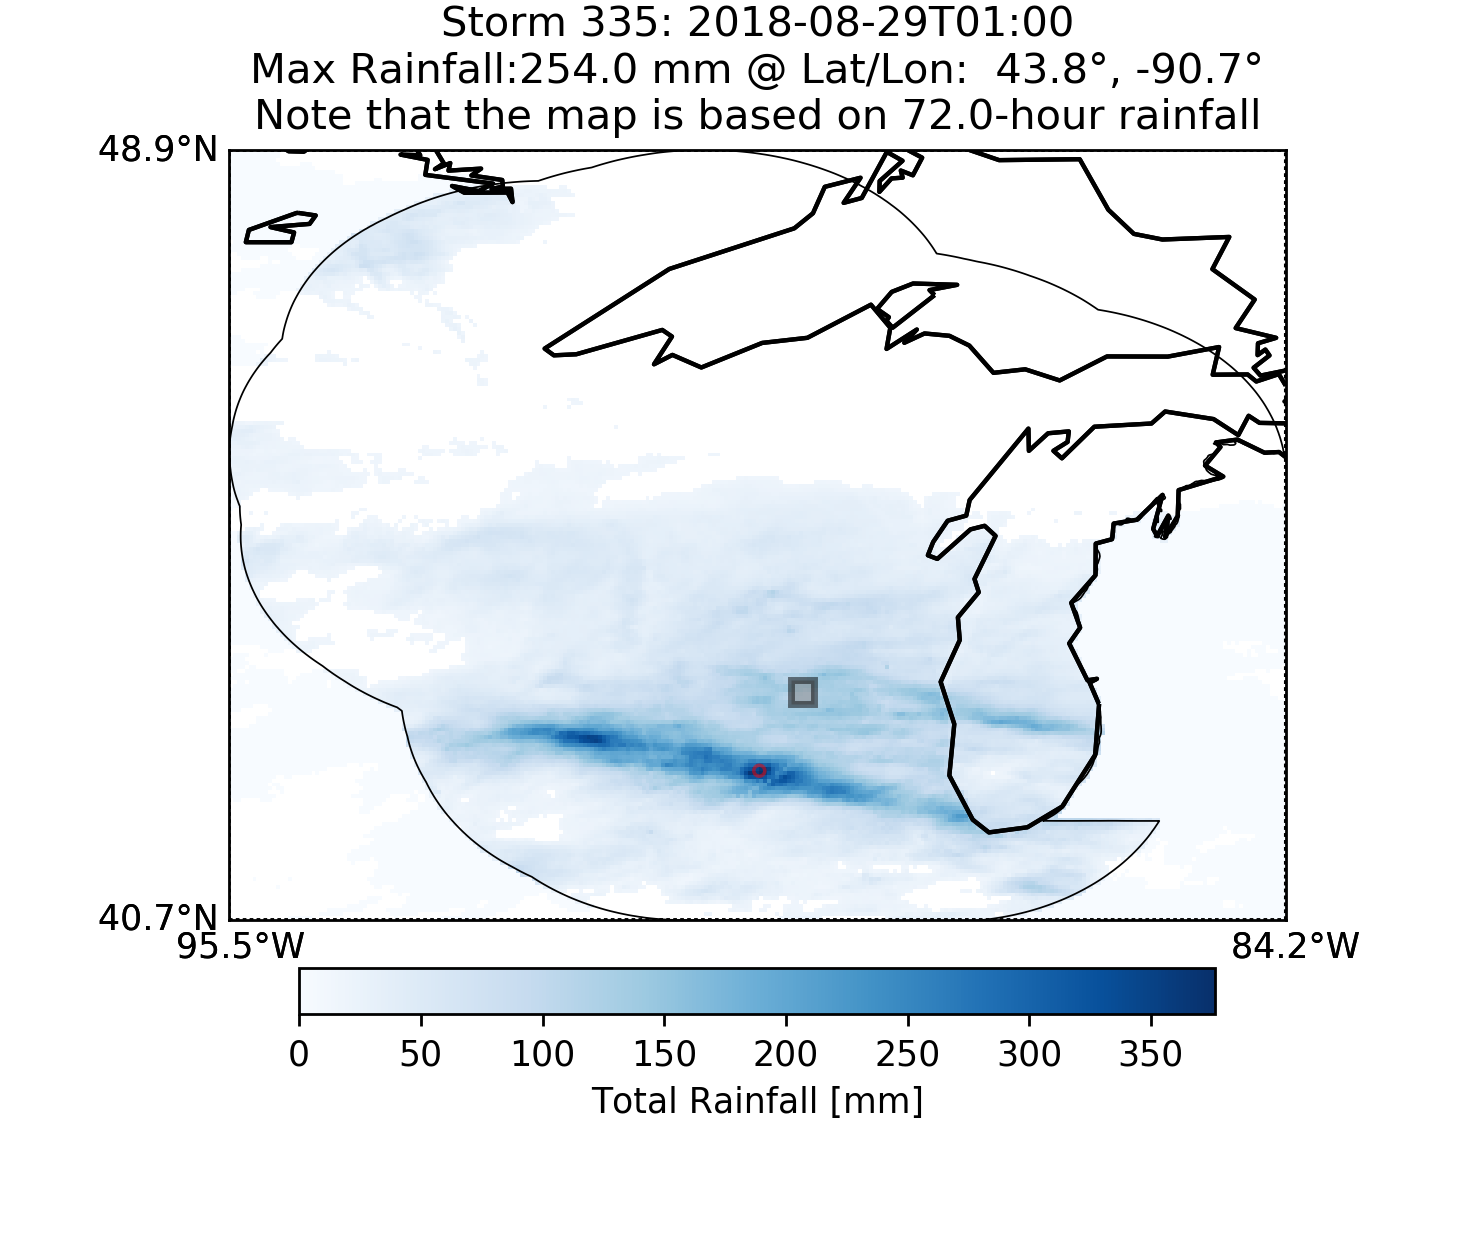 Storm 335: 2018-08-29T01:00
Max Rainfall:254.0 mm @ Lat/Lon:  43.8°, -90.7°
Note that the map is based on 72.0-hour rainfall
48.9°N
40.7°N
95.5°W 84.2°W
0 50 100 150 200 250 300 350
Total Rainfall [mm]